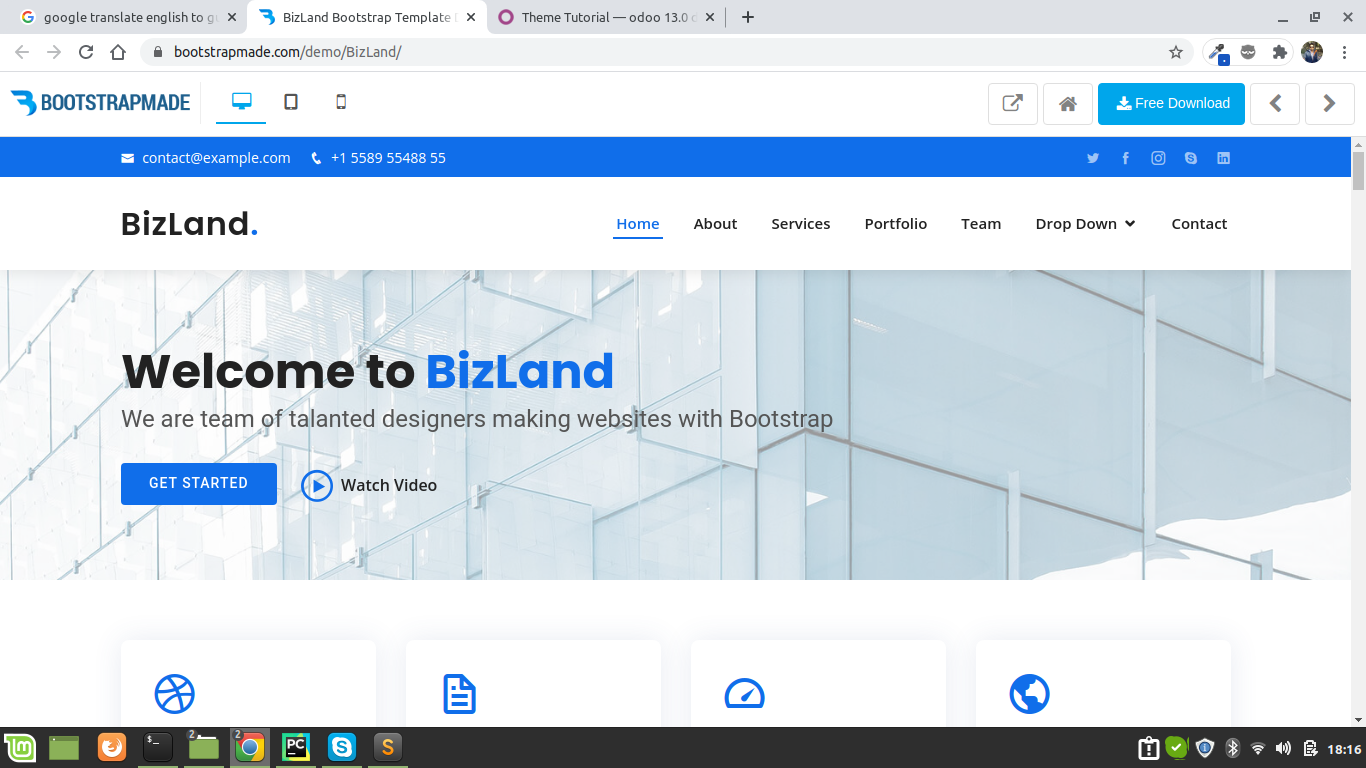 google translate english to gu
BizLand Bootstrap Template
Theme Tutorial — odoo 13.0 d
bootstrapmade.com/demo/BizLand/
BOOTSTRAPMADE
Free Download
contact@example.com +1 5589 55488 55
BizLand.
Home About Services Portfolio Team Drop Down Contact
Welcome to BizLand
We are team of talanted designers making websites with Bootstrap
GET STARTED Watch Video
2 2 PC S S
18:16